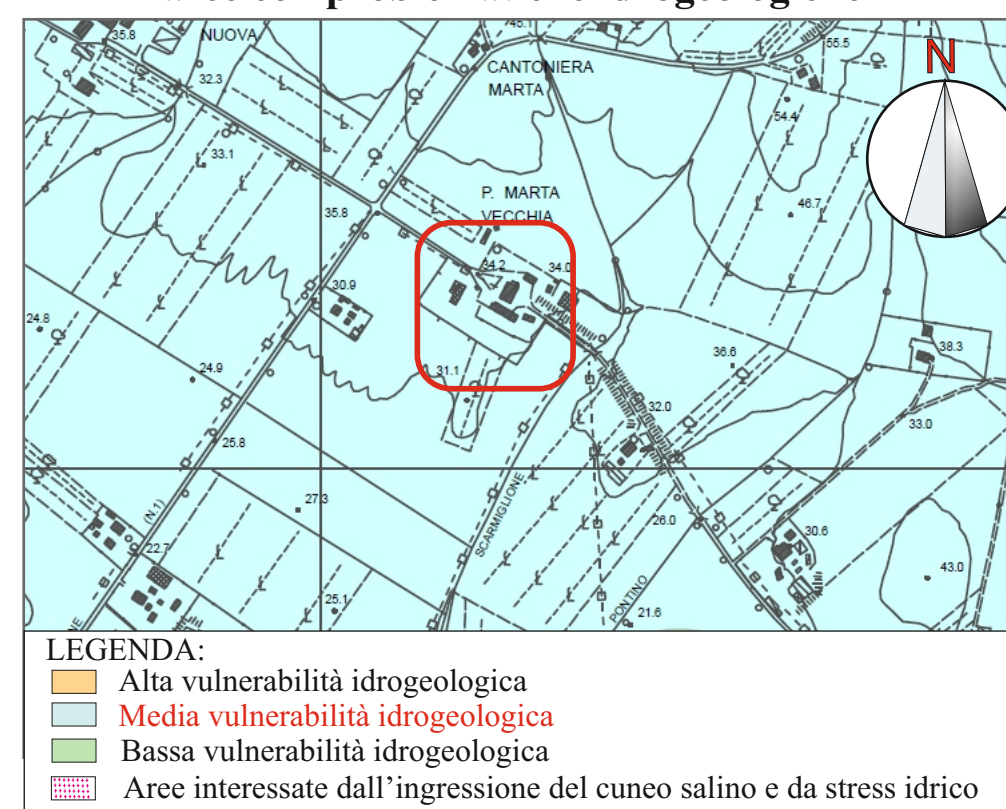 35.8
NUOVA
45.1
55.5
N
32.3
CANTONIERA
MARTA
54.4
33.1
P. MARTA
VECCHIA
35.8
46.7
34.2
34.0
30.9
24.8
36.6
38.3
24.9
31.1
32.0
33.0
25.8
27.3
SCARMIGLIONE
(N.1)
26.0
30.6
22.7
43.0
25.1
PONTINO
21.6
NE
LEGENDA:
Alta vulnerabilità idrogeologica
Media vulnerabilità idrogeologica
Bassa vulnerabilità idrogeologica
Aree interessate dall’ingressione del cuneo salino e da stress idrico